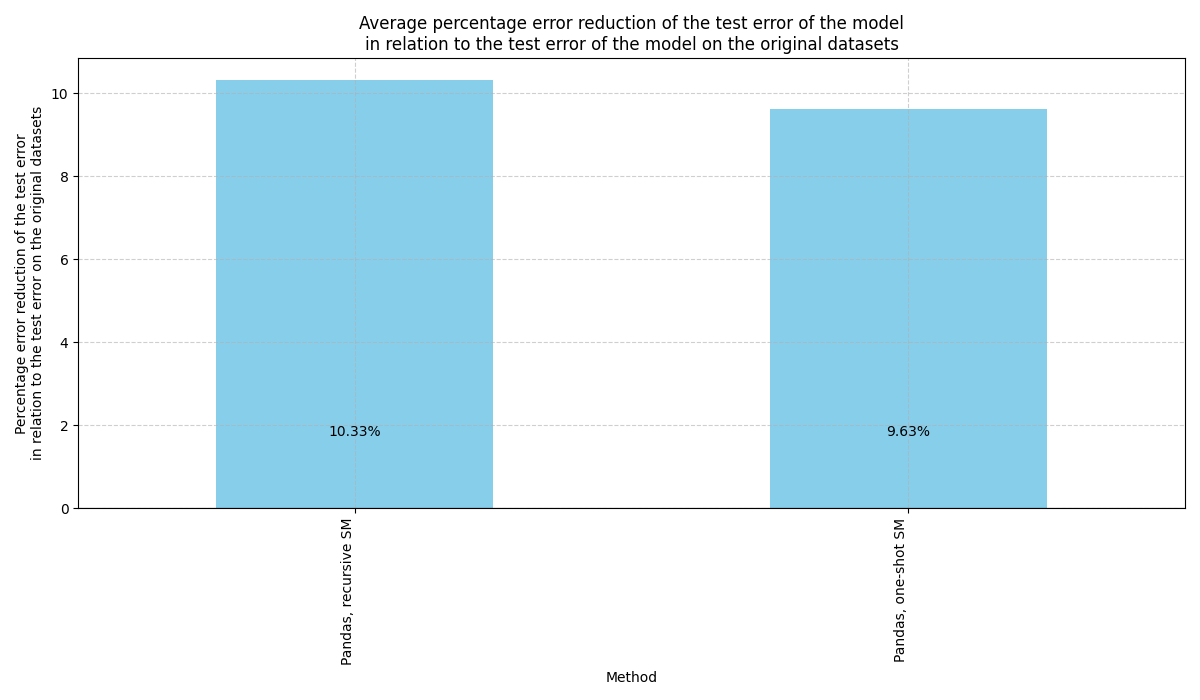 Average percentage error reduction of the test error of the model
in relation to the test error of the model on the original datasets
Percentage error reduction of the test error
in relation to the test error on the original datasets
10
8
6
4
2
0
10.33%
9.63%
Pandas, recursive SM
Pandas, one-shot SM
Method